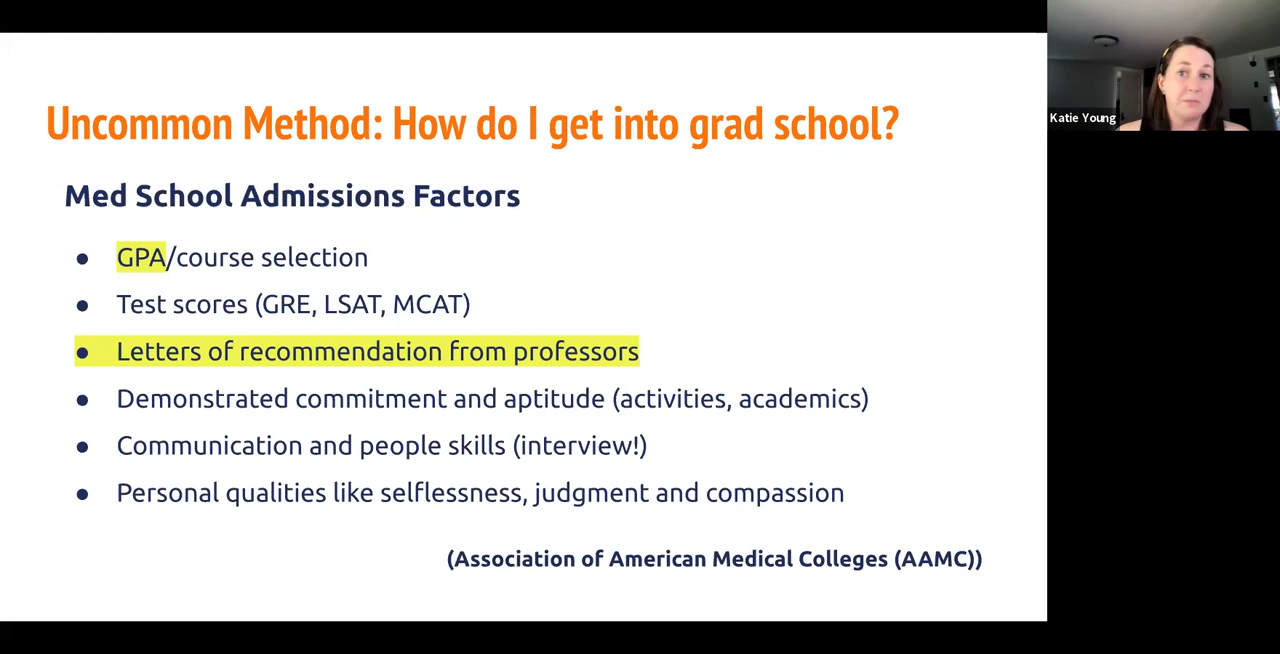 Uncommon Method: How do I get into grad school?
Katie Young
Med School Admissions Factors
● GPA/course selection
● Test scores (GRE, LSAT, MCAT)
● Letters of recommendation from professors
● Demonstrated commitment and aptitude (activities, academics)
● Communication and people skills (interview!)
● Personal qualities like selflessness, judgment and compassion
(Association of American Medical Colleges (AAMC))